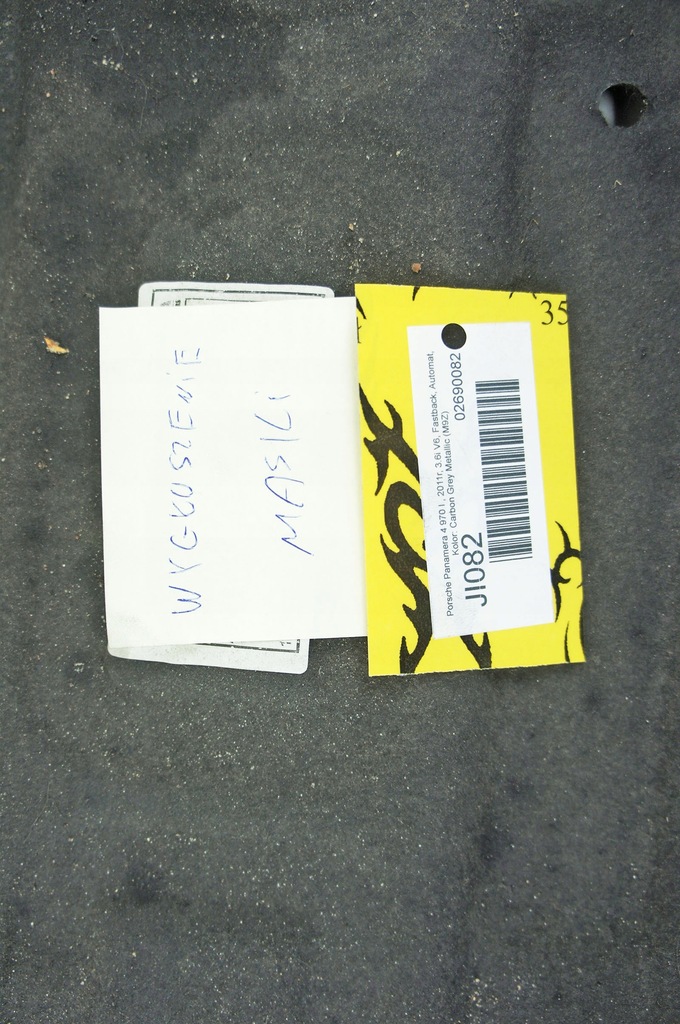 WYGŁUSZENIE
MASKI
35
Porsche Panamera 4 970 I , 2011r, 3.6i V6, Fastback, Automat,
Kolor: Carbon Grey Metallic (M9Z)
02690082
JI082